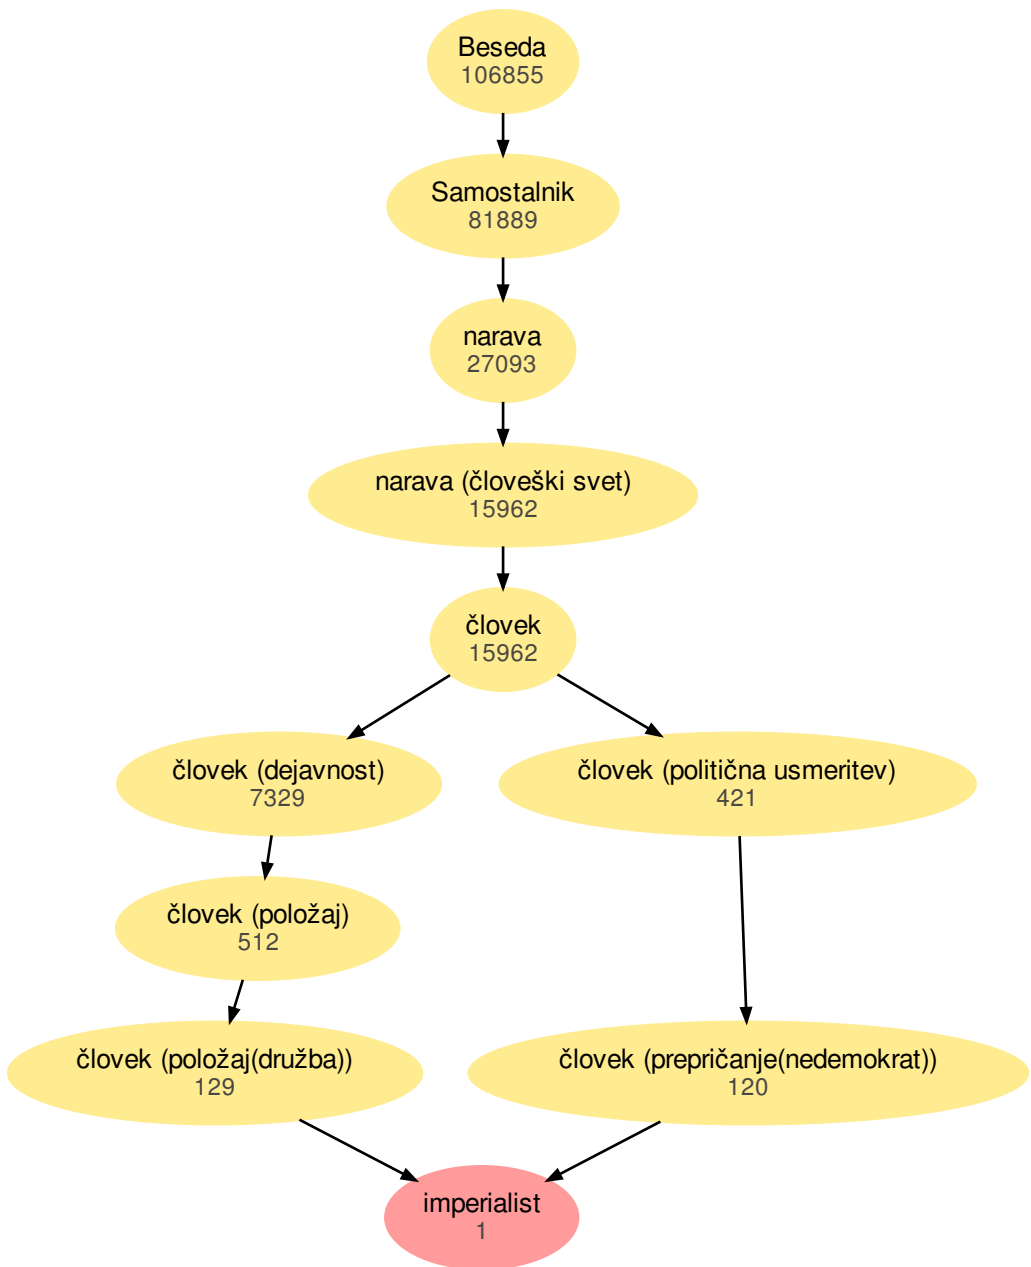 Beseda
106855
Samostalnik
81889
narava
27093
narava (človeški svet)
15962
človek
15962
človek (dejavnost)
7329
človek (politična usmeritev)
421
človek (položaj)
512
človek (položaj(družba))
129
človek (prepričanje(nedemokrat))
120
imperialist
1